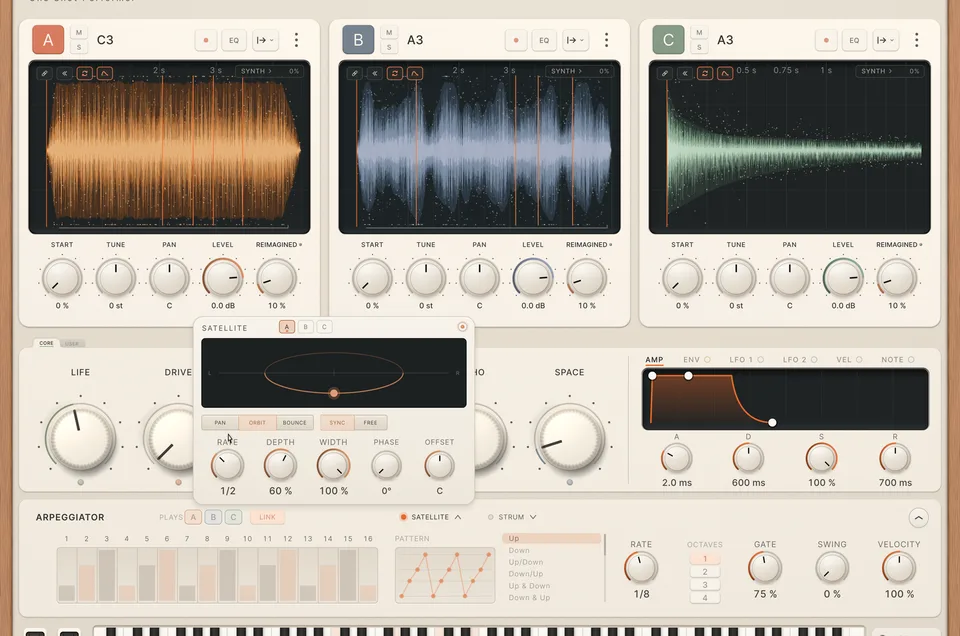 A M S C3 EQ
B M S A3 EQ
C M S A3 EQ
2 s 3 s SYNTH > 0%
2 s 3 s SYNTH > 0%
0.5 s 0.75 s 1 s SYNTH > 0%
START TUNE PAN LEVEL REIMAGINED
START TUNE PAN LEVEL REIMAGINED
START TUNE PAN LEVEL REIMAGINED
0 % 0 st C 0.0 dB 10 %
0 % 0 st C 0.0 dB 10 %
0 % 0 st C 0.0 dB 10 %
SATELLITE A B C
L R
PAN ORBIT BOUNCE SYNC FREE
RATE DEPTH WIDTH PHASE OFFSET
1/2 60 % 100 % 0° C
CORE
LIFE DRIVE HO SPACE
AMP ENV LFO 1 LFO 2 VEL NOTE
A D S R
2.0 ms 600 ms 100 % 700 ms
ARPEGGIATOR PLAYS A B C LINK SATELLITE STRUM
1 2 3 4 5 6 7 8 9 10 11 12 13 14 15 16
PATTERN
Up
Down
Up/Down
Down/Up
Up & Down
Down & Up
RATE OCTAVES GATE SWING VELOCITY
1
2
3
4
1/8 75 % 0 % 100 %